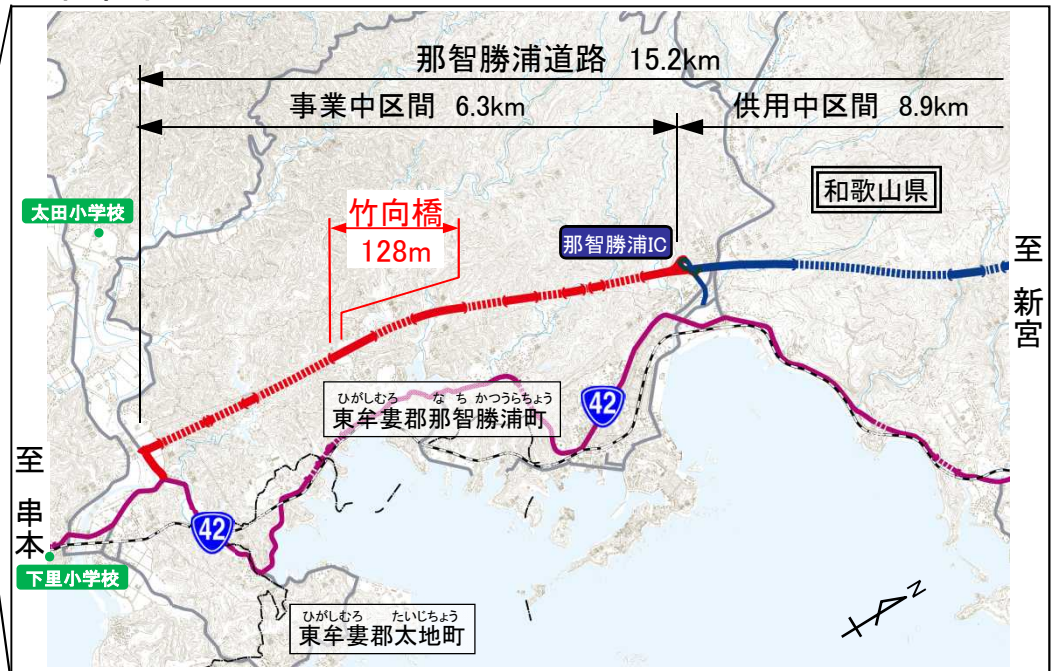 那智勝浦道路 15.2km
事業中区間 6.3km
供用中区間 8.9km
和歌山県
太田小学校
竹向橋
128m
那智勝浦IC
至 新宮
42
ひがしむろ なちかつうらちょう
東牟婁郡那智勝浦町
至 串本
42
下里小学校
ひがしむろ たいじちょう
東牟婁郡太地町
N